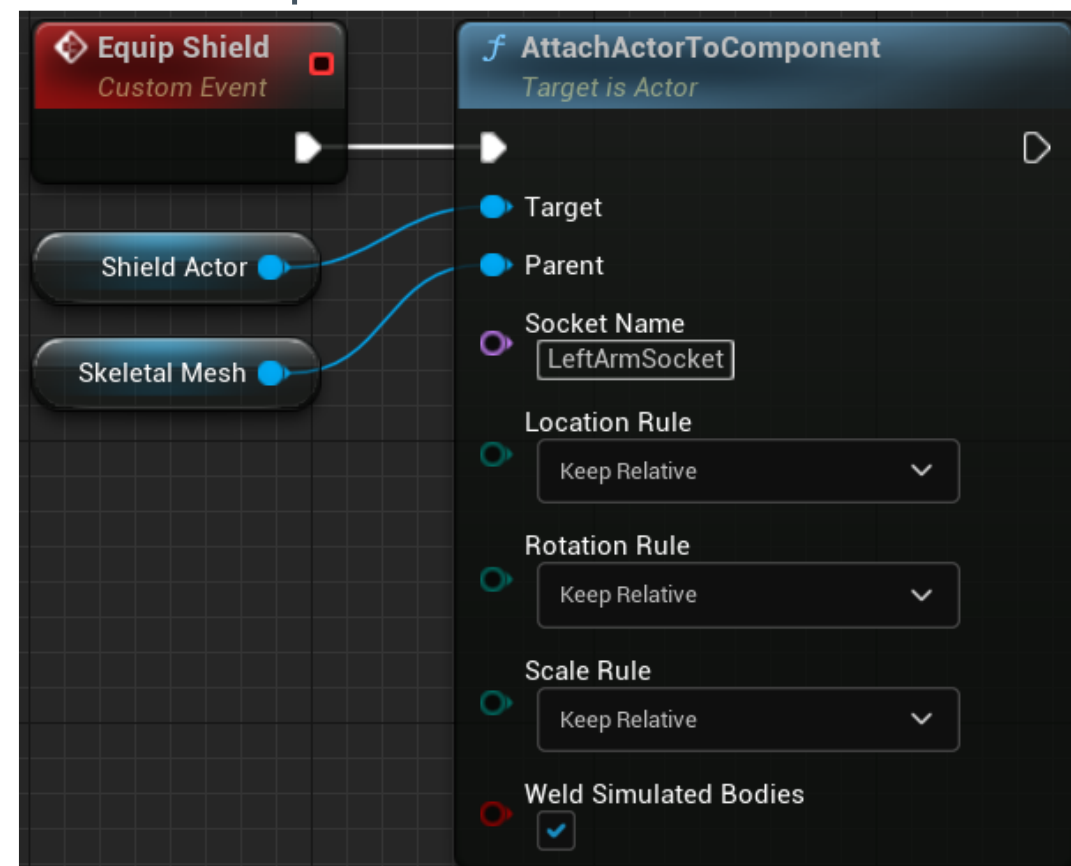 Equip Shield
Custom Event
AttachActorToComponent
Target is Actor
Target
Shield Actor
Parent
Skeletal Mesh
Socket Name
LeftArmSocket
Location Rule
Keep Relative
Rotation Rule
Keep Relative
Scale Rule
Keep Relative
Weld Simulated Bodies